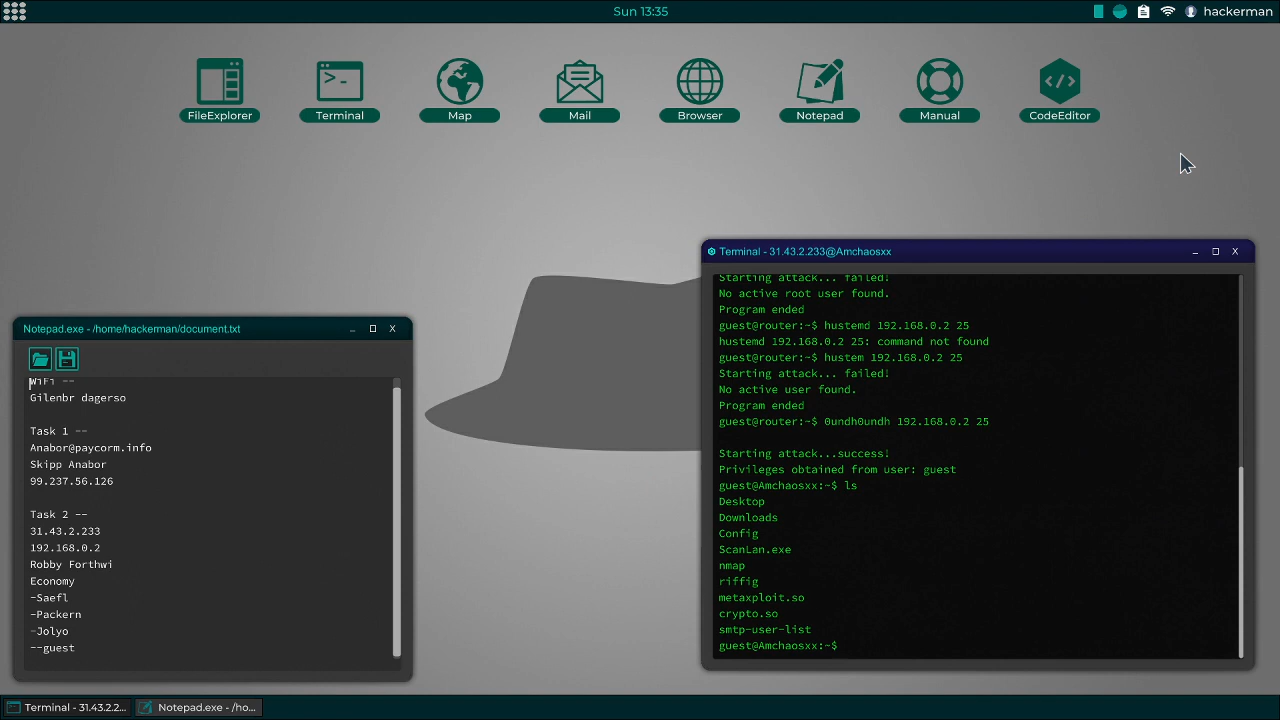 Sun 13:35
hackerman
FileExplorer
Terminal
Map
Mail
Browser
Notepad
Manual
CodeEditor
Notepad.exe - /home/hackerman/document.txt
WiFi --
Gilenbr dagerso
Task 1 --
Anabor@paycorm.info
Skipp Anabor
99.237.56.126
Task 2 --
31.43.2.233
192.168.0.2
Robby Forthwi
Economy
-Saefl
-Packern
-Jolyo
--guest
Terminal - 31.43.2.233@Amchaosxx
Starting attack... failed!
No active root user found.
Program ended
guest@router:~$ hustemd 192.168.0.2 25
hustemd 192.168.0.2 25: command not found
guest@router:~$ hustem 192.168.0.2 25
Starting attack... failed!
No active user found.
Program ended
guest@router:~$ 0undh0undh 192.168.0.2 25
Starting attack...success!
Privileges obtained from user: guest
guest@Amchaosxx:~$ ls
Desktop
Downloads
Config
ScanLan.exe
nmap
riffig
metaxploit.so
crypto.so
smtp-user-list
guest@Amchaosxx:~$
Terminal - 31.43.2.2...
Notepad.exe - /ho...